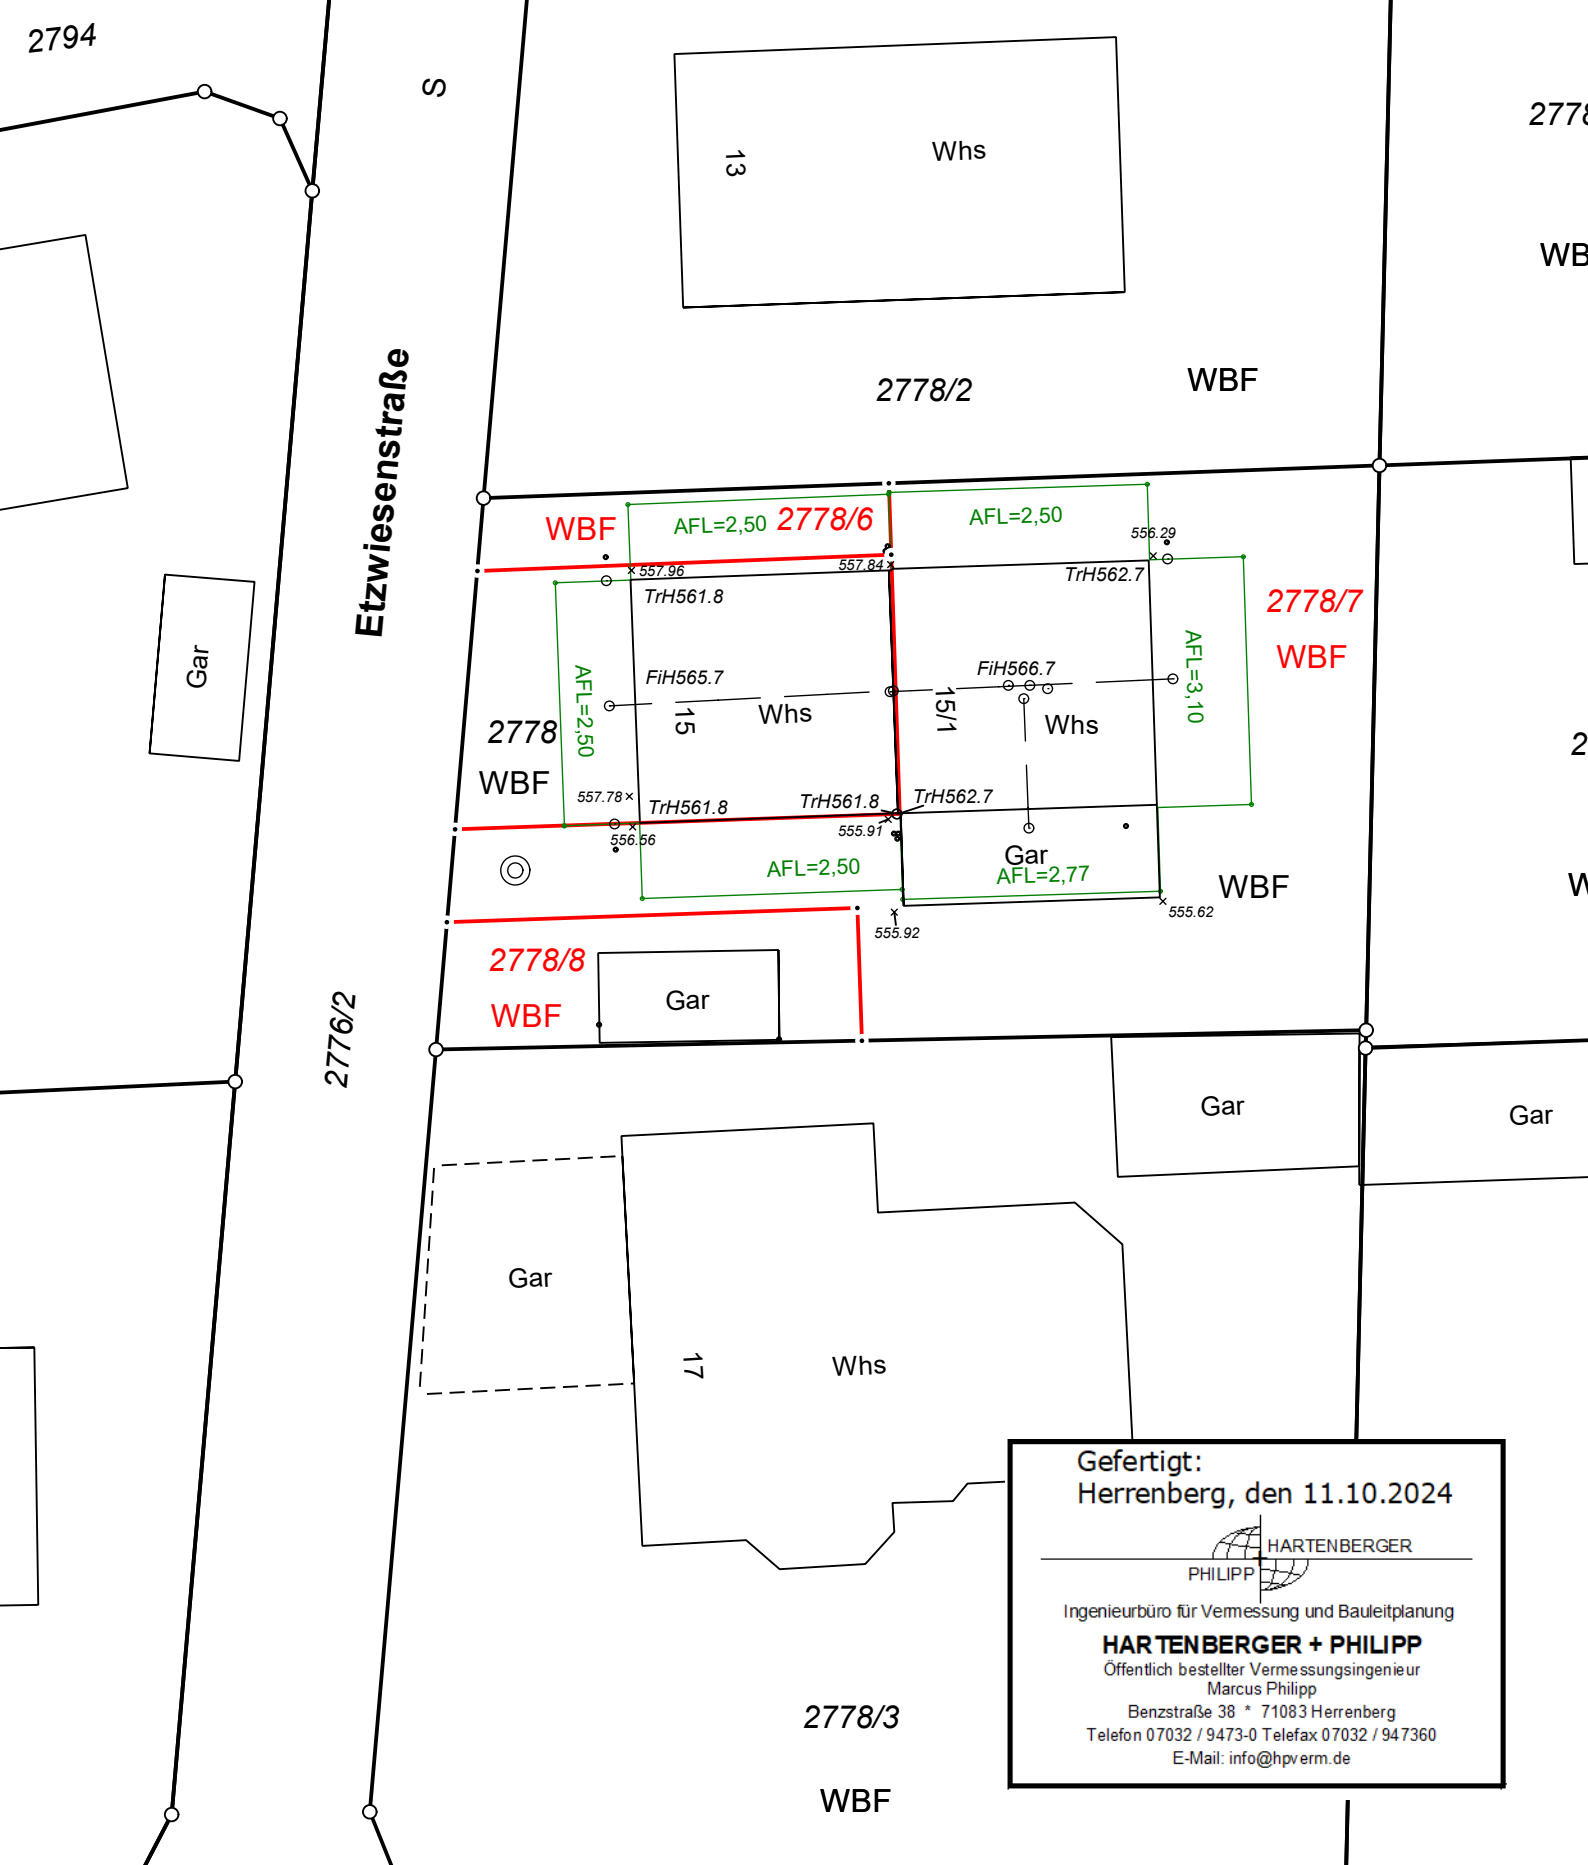 2794
S
13
Whs
2778/2
WBF
Etzwiesenstraße
WBF
AFL=2,50
2778/6
AFL=2,50
556.29
557.96
557.84
TrH562.7
TrH561.8
2778/7
WBF
Gar
FiH565.7
FiH566.7
AFL=2,50
AFL=3,10
15
Whs
15/1
Whs
2778
WBF
557.78
TrH561.8
TrH561.8
TrH562.7
556.56
555.91
Gar
AFL=2,50
AFL=2,77
WBF
555.62
555.92
2778/8
WBF
Gar
2776/2
Gar
Gar
Gar
17
Whs
2778/3
WBF
Gefertigt:
Herrenberg, den 11.10.2024
HARTENBERGER
PHILIPP
Ingenieurbüro für Vermessung und Bauleitplanung
HARTENBERGER + PHILIPP
Öffentlich bestellter Vermessungsingenieur
Marcus Philipp
Benzstraße 38 * 71083 Herrenberg
Telefon 07032 / 9473-0 Telefax 07032 / 947360
E-Mail: info@hpverm.de